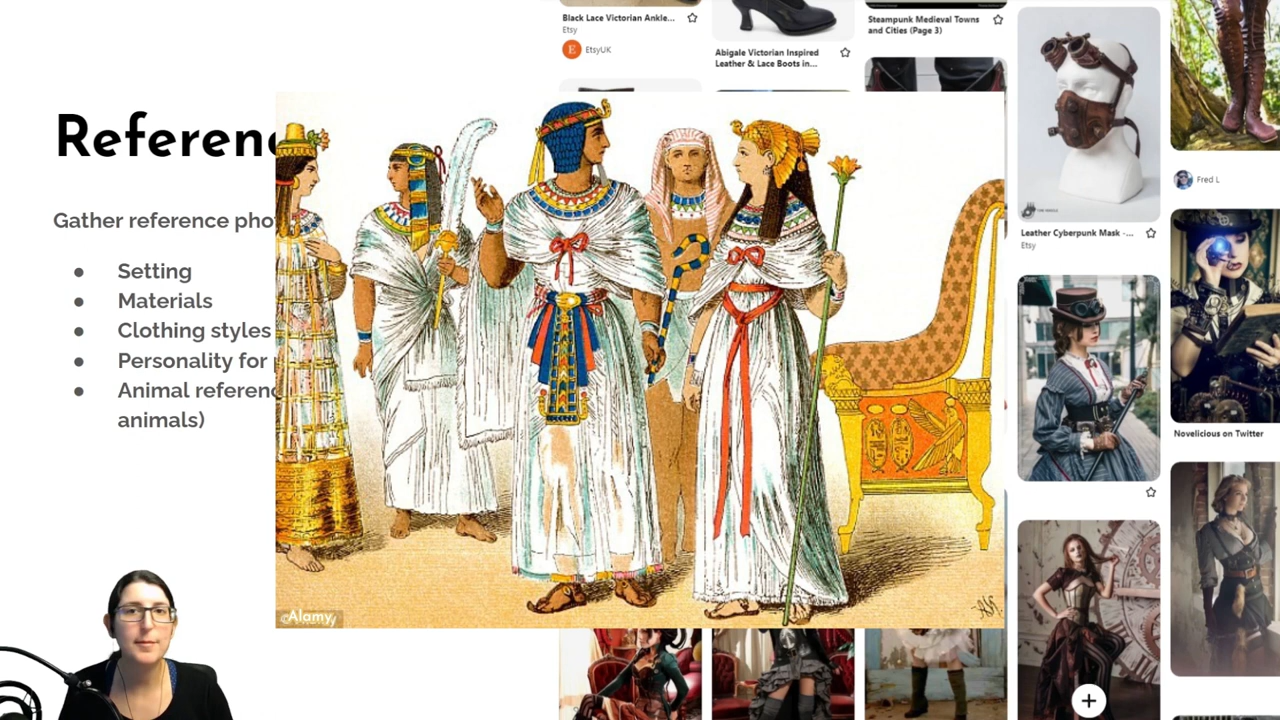 Referenc
Gather reference pho
● Setting
● Materials
● Clothing styles
● Personality for
● Animal referenc
animals)
Black Lace Victorian Ankle...
Etsy
E EtsyUK
Abigale Victorian Inspired
Leather & Lace Boots in...
Steampunk Medieval Towns
and Cities (Page 3)
Leather Cyberpunk Mask -...
Etsy
Fred L
Novelicious on Twitter
Alamy